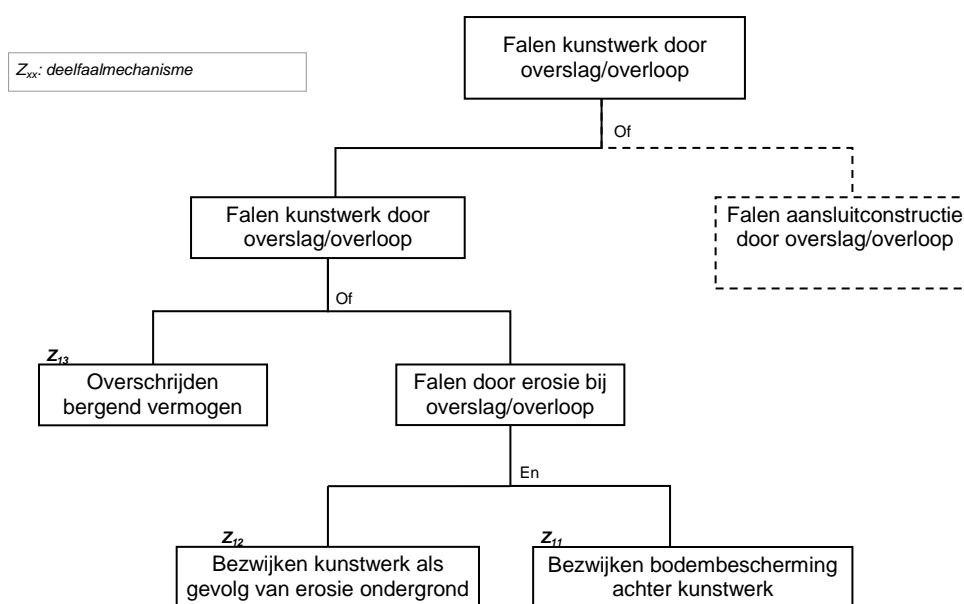 Falen kunstwerk door
overslag/overloop
Zxx: deelfaalmechanisme
Of
Falen kunstwerk door
overslag/overloop
Falen aansluitconstructie
door overslag/overloop
Of
Z13
Overschrijden
bergend vermogen
Falen door erosie bij
overslag/overloop
En
Z12
Bezwijken kunstwerk als
gevolg van erosie ondergrond
Z11
Bezwijken bodembescherming
achter kunstwerk